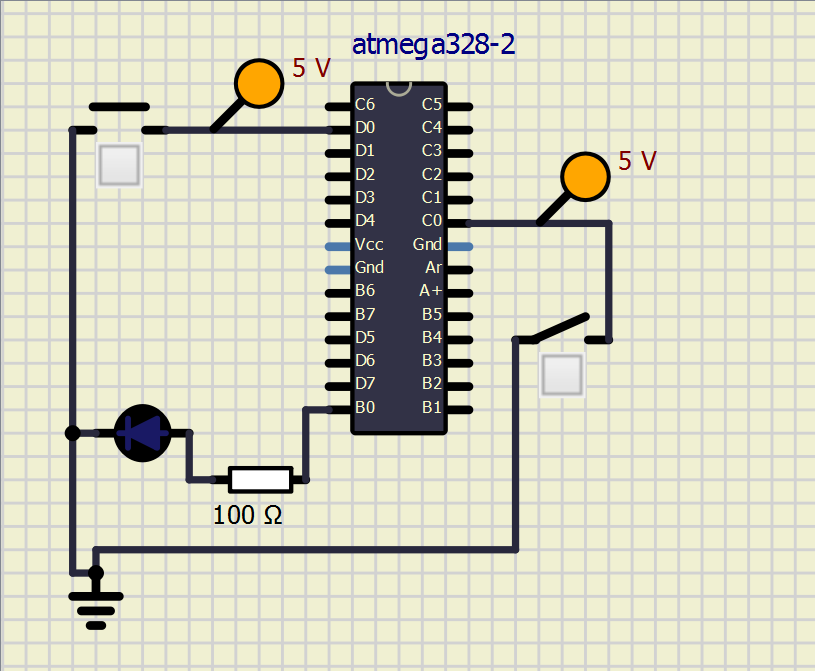 atmega328-2
5 V
C6 C5
D0 C4
D1 C3
D2 C2
D3 C1
D4 C0
Vcc Gnd
Gnd Ar
B6 A+
B7 B5
D5 B4
D6 B3
D7 B2
B0 B1
5 V
100 Ω